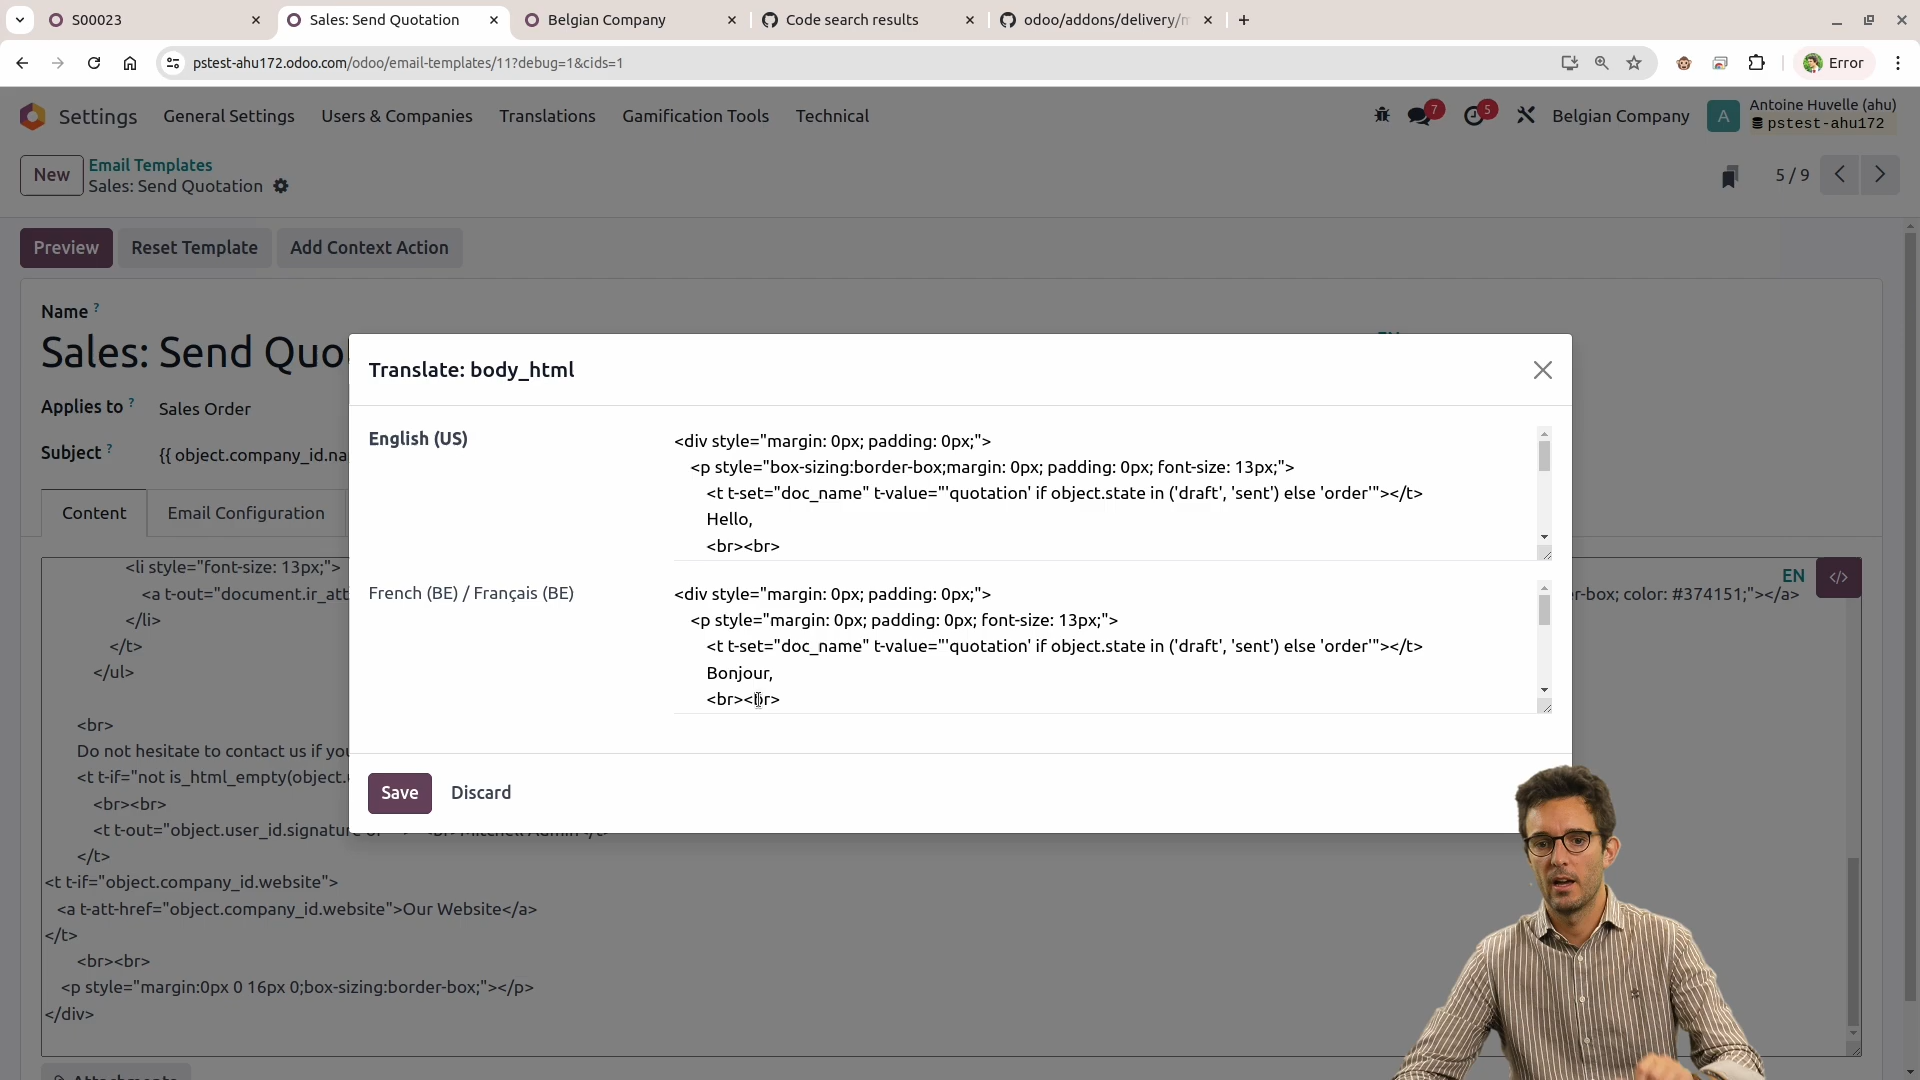 S00023
Sales: Send Quotation
Belgian Company
Code search results
odoo/addons/delivery/
pstest-ahu172.odoo.com/odoo/email-templates/11?debug=1&cids=1
Error
Settings
General Settings
Users & Companies
Translations
Gamification Tools
Technical
7
5
Belgian Company
A
Antoine Huvelle (ahu)
pstest-ahu172
New
Email Templates
Sales: Send Quotation
5 / 9
Preview
Reset Template
Add Context Action
Name ?
Sales: Send Quo
Applies to ?
Sales Order
Subject ?
{{ object.company_id.na
Content
Email Configuration
Translate: body_html
English (US)
<div style="margin: 0px; padding: 0px;">
<p style="box-sizing:border-box;margin: 0px; padding: 0px; font-size: 13px;">
<t t-set="doc_name" t-value="'quotation' if object.state in ('draft', 'sent') else 'order'"></t>
Hello,
<br><br>
French (BE) / Français (BE)
<div style="margin: 0px; padding: 0px;">
<p style="margin: 0px; padding: 0px; font-size: 13px;">
<t t-set="doc_name" t-value="'quotation' if object.state in ('draft', 'sent') else 'order'"></t>
Bonjour,
<br><br>
Save
Discard
EN
</>
<li style="font-size: 13px;">
<a t-out="document.ir_att
r-box; color: #374151;"></a>
</li>
</t>
</ul>
<br>
Do not hesitate to contact us if you
<t t-if="not is_html_empty(object.
<br><br>
<t t-out="object.user_id.signature
</t>
<t t-if="object.company_id.website">
<a t-att-href="object.company_id.website">Our Website</a>
</t>
<br><br>
<p style="margin:0px 0 16px 0;box-sizing:border-box;"></p>
</div>